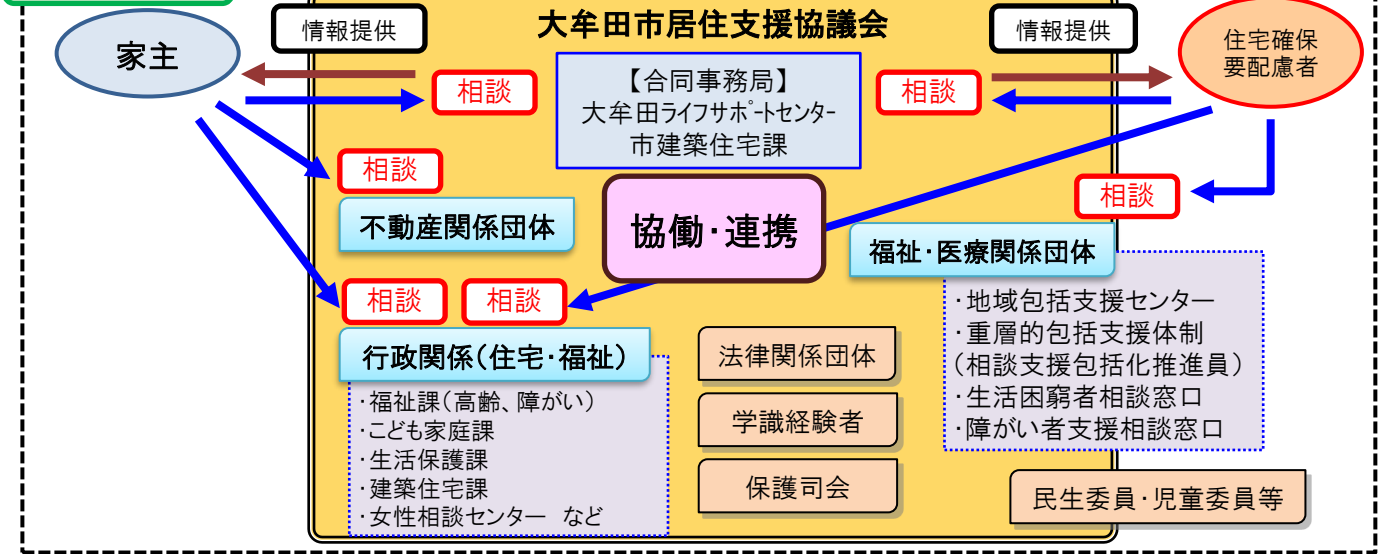 家主
情報提供
大牟田市居住支援協議会
情報提供
住宅確保
要配慮者
相談
【合同事務局】
大牟田ライフサポートセンター
市建築住宅課
相談
相談
不動産関係団体
協働・連携
相談
福祉・医療関係団体
・地域包括支援センター
・重層的包括支援体制
(相談支援包括化推進員)
・生活困窮者相談窓口
・障がい者支援相談窓口
相談
相談
行政関係(住宅・福祉)
・福祉課(高齢、障がい)
・こども家庭課
・生活保護課
・建築住宅課
・女性相談センター など
法律関係団体
学識経験者
保護司会
民生委員・児童委員等